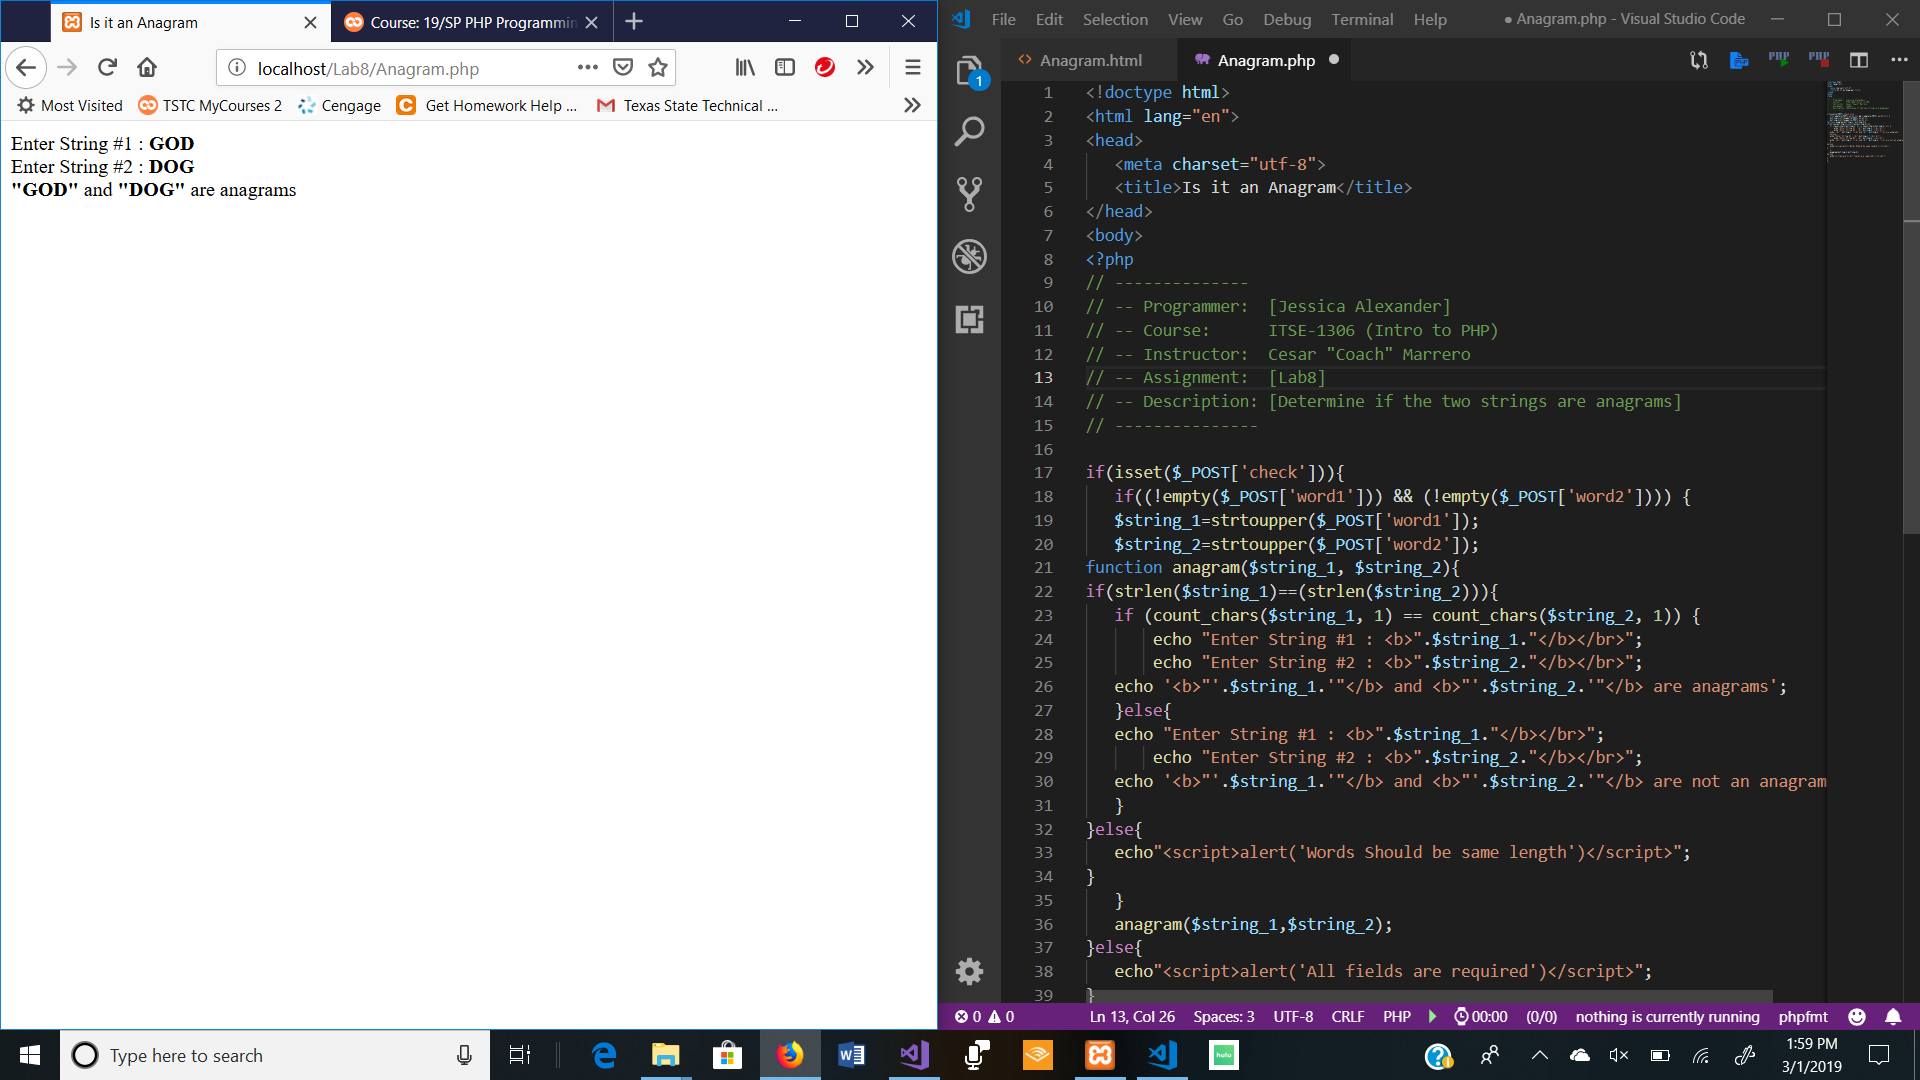 Is it an Anagram
Course: 19/SP PHP Programmin
localhost/Lab8/Anagram.php
Most Visited
TSTC MyCourses 2
Cengage
Get Homework Help ...
Texas State Technical ...
Enter String #1 : GOD
Enter String #2 : DOG
"GOD" and "DOG" are anagrams
File Edit Selection View Go Debug Terminal Help
● Anagram.php - Visual Studio Code
Anagram.html
Anagram.php
1
1 <!doctype html>
2 <html lang="en">
3 <head>
4 <meta charset="utf-8">
5 <title>Is it an Anagram</title>
6 </head>
7 <body>
8 <?php
9 // --------------
10 // -- Programmer:  [Jessica Alexander]
11 // -- Course:      ITSE-1306 (Intro to PHP)
12 // -- Instructor:  Cesar "Coach" Marrero
13 // -- Assignment:  [Lab8]
14 // -- Description: [Determine if the two strings are anagrams]
15 // ---------------
16
17 if(isset($_POST['check'])){
18 if((!empty($_POST['word1'])) && (!empty($_POST['word2']))) {
19 $string_1=strtoupper($_POST['word1']);
20 $string_2=strtoupper($_POST['word2']);
21 function anagram($string_1, $string_2){
22 if(strlen($string_1)==(strlen($string_2))){
23 if (count_chars($string_1, 1) == count_chars($string_2, 1)) {
24 echo "Enter String #1 : <b>".$string_1."</b></br>";
25 echo "Enter String #2 : <b>".$string_2."</b></br>";
26 echo '<b>"'.$string_1.'"</b> and <b>"'.$string_2.'"</b> are anagrams';
27 }else{
28 echo "Enter String #1 : <b>".$string_1."</b></br>";
29 echo "Enter String #2 : <b>".$string_2."</b></br>";
30 echo '<b>"'.$string_1.'"</b> and <b>"'.$string_2.'"</b> are not an anagram
31 }
32 }else{
33 echo"<script>alert('Words Should be same length')</script>";
34 }
35 }
36 anagram($string_1,$string_2);
37 }else{
38 echo"<script>alert('All fields are required')</script>";
39 }
0 0 Ln 13, Col 26 Spaces: 3 UTF-8 CRLF PHP 00:00 (0/0) nothing is currently running phpfmt
Type here to search
hulu
1:59 PM
3/1/2019